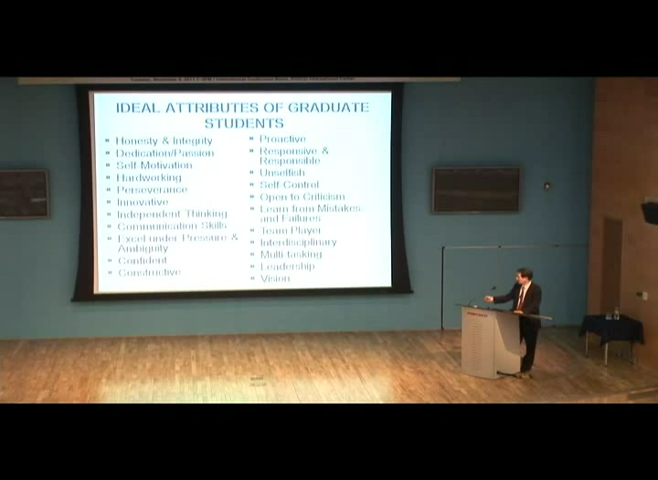 IDEAL ATTRIBUTES OF GRADUATE
STUDENTS
Honesty & Integrity
Dedication/Passion
Self-Motivation
Hardworking
Perseverance
Innovative
Independent Thinking
Communication Skills
Excel under Pressure &
Ambiguity
Confident
Constructive
Proactive
Responsive &
Responsible
Unselfish
Self-Control
Open to Criticism
Learn from Mistakes
and Failures
Team Player
Interdisciplinary
Multi-tasking
Leadership
Vision